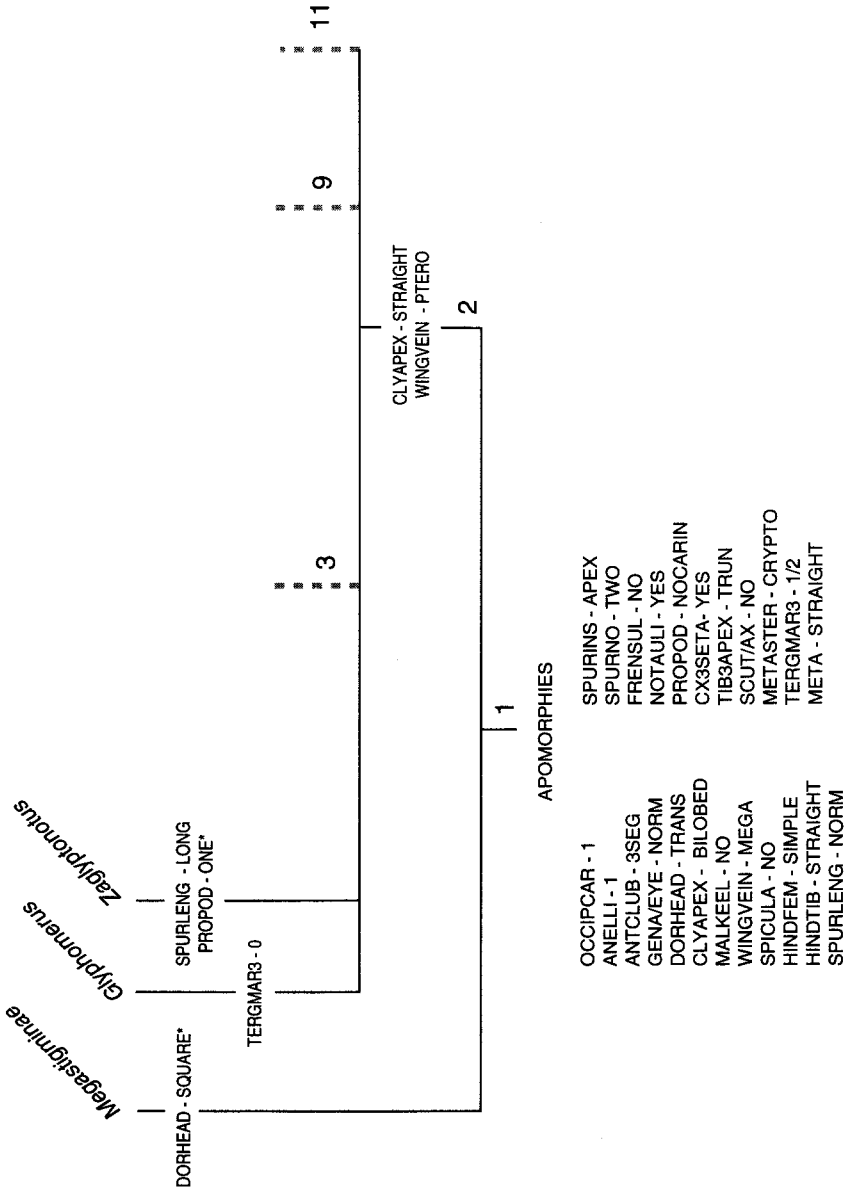 Megastigminae
Glyphomerus
Zaglyptonotus
DORHEAD - SQUARE*
TERGMAR3 - 0
SPURLENG - LONG
PROPOD - ONE*
3
9
11
CLYAPEX - STRAIGHT
WINGVEIN - PTERO
2
1
APOMORPHIES
OCCIPCAR - 1
ANELLI - 1
ANTCLUB - 3SEG
GENA/EYE - NORM
DORHEAD - TRANS
CLYAPEX - BILOBED
MALKEEL - NO
WINGVEIN - MEGA
SPICULA - NO
HINDFEM - SIMPLE
HINDTIB - STRAIGHT
SPURLENG - NORM
SPURINS - APEX
SPURNO - TWO
FRENSUL - NO
NOTAULI - YES
PROPOD - NOCARIN
CX3SETA- YES
TIB3APEX - TRUN
SCUT/AX - NO
METASTER - CRYPTO
TERGMAR3 - 1/2
META - STRAIGHT